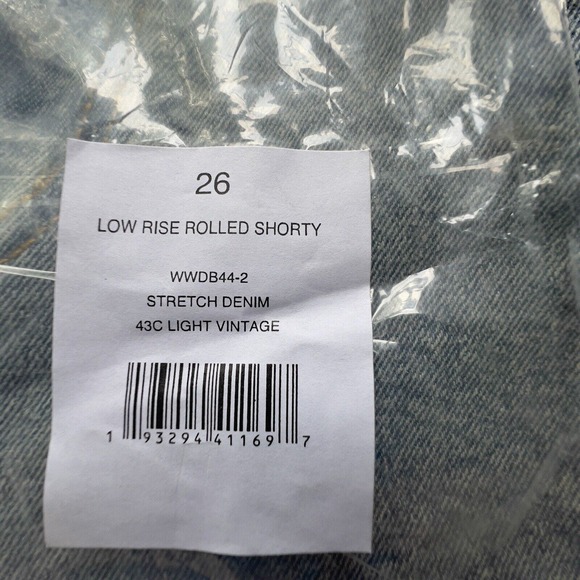 26
LOW RISE ROLLED SHORTY
WWDB44-2
STRETCH DENIM
43C LIGHT VINTAGE
1 93294 41169 7